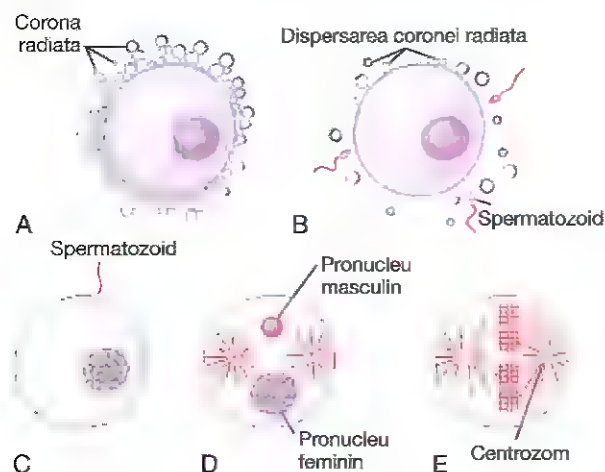 Corona
radiata
Dispersarea coronei radiata
A
B
Spermatozoid
Spermatozoid
Pronucleu
masculin
C
D
Pronucleu
feminin
E
Centrozom